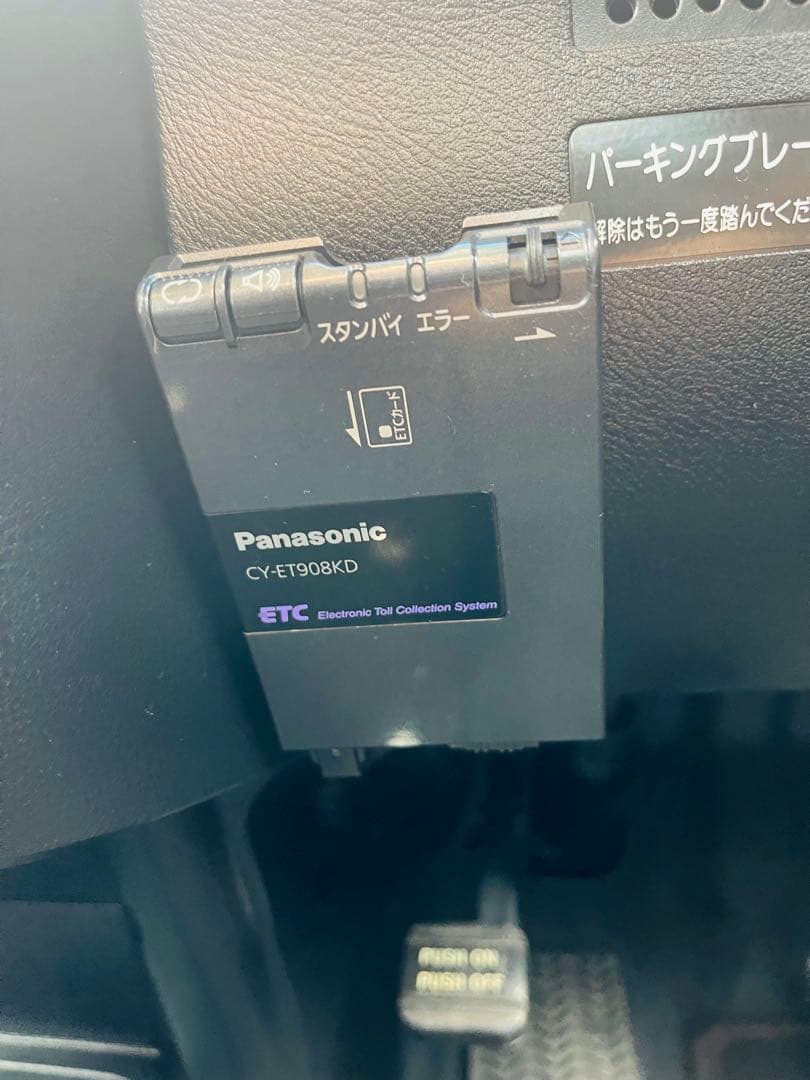 パーキングブレー
解除はもう一度踏んでくだ
スタンバイ エラー
ETCカード
Panasonic
CY-ET908KD
ETC Electronic Toll Collection System
PUSH ON
PUSH OFF